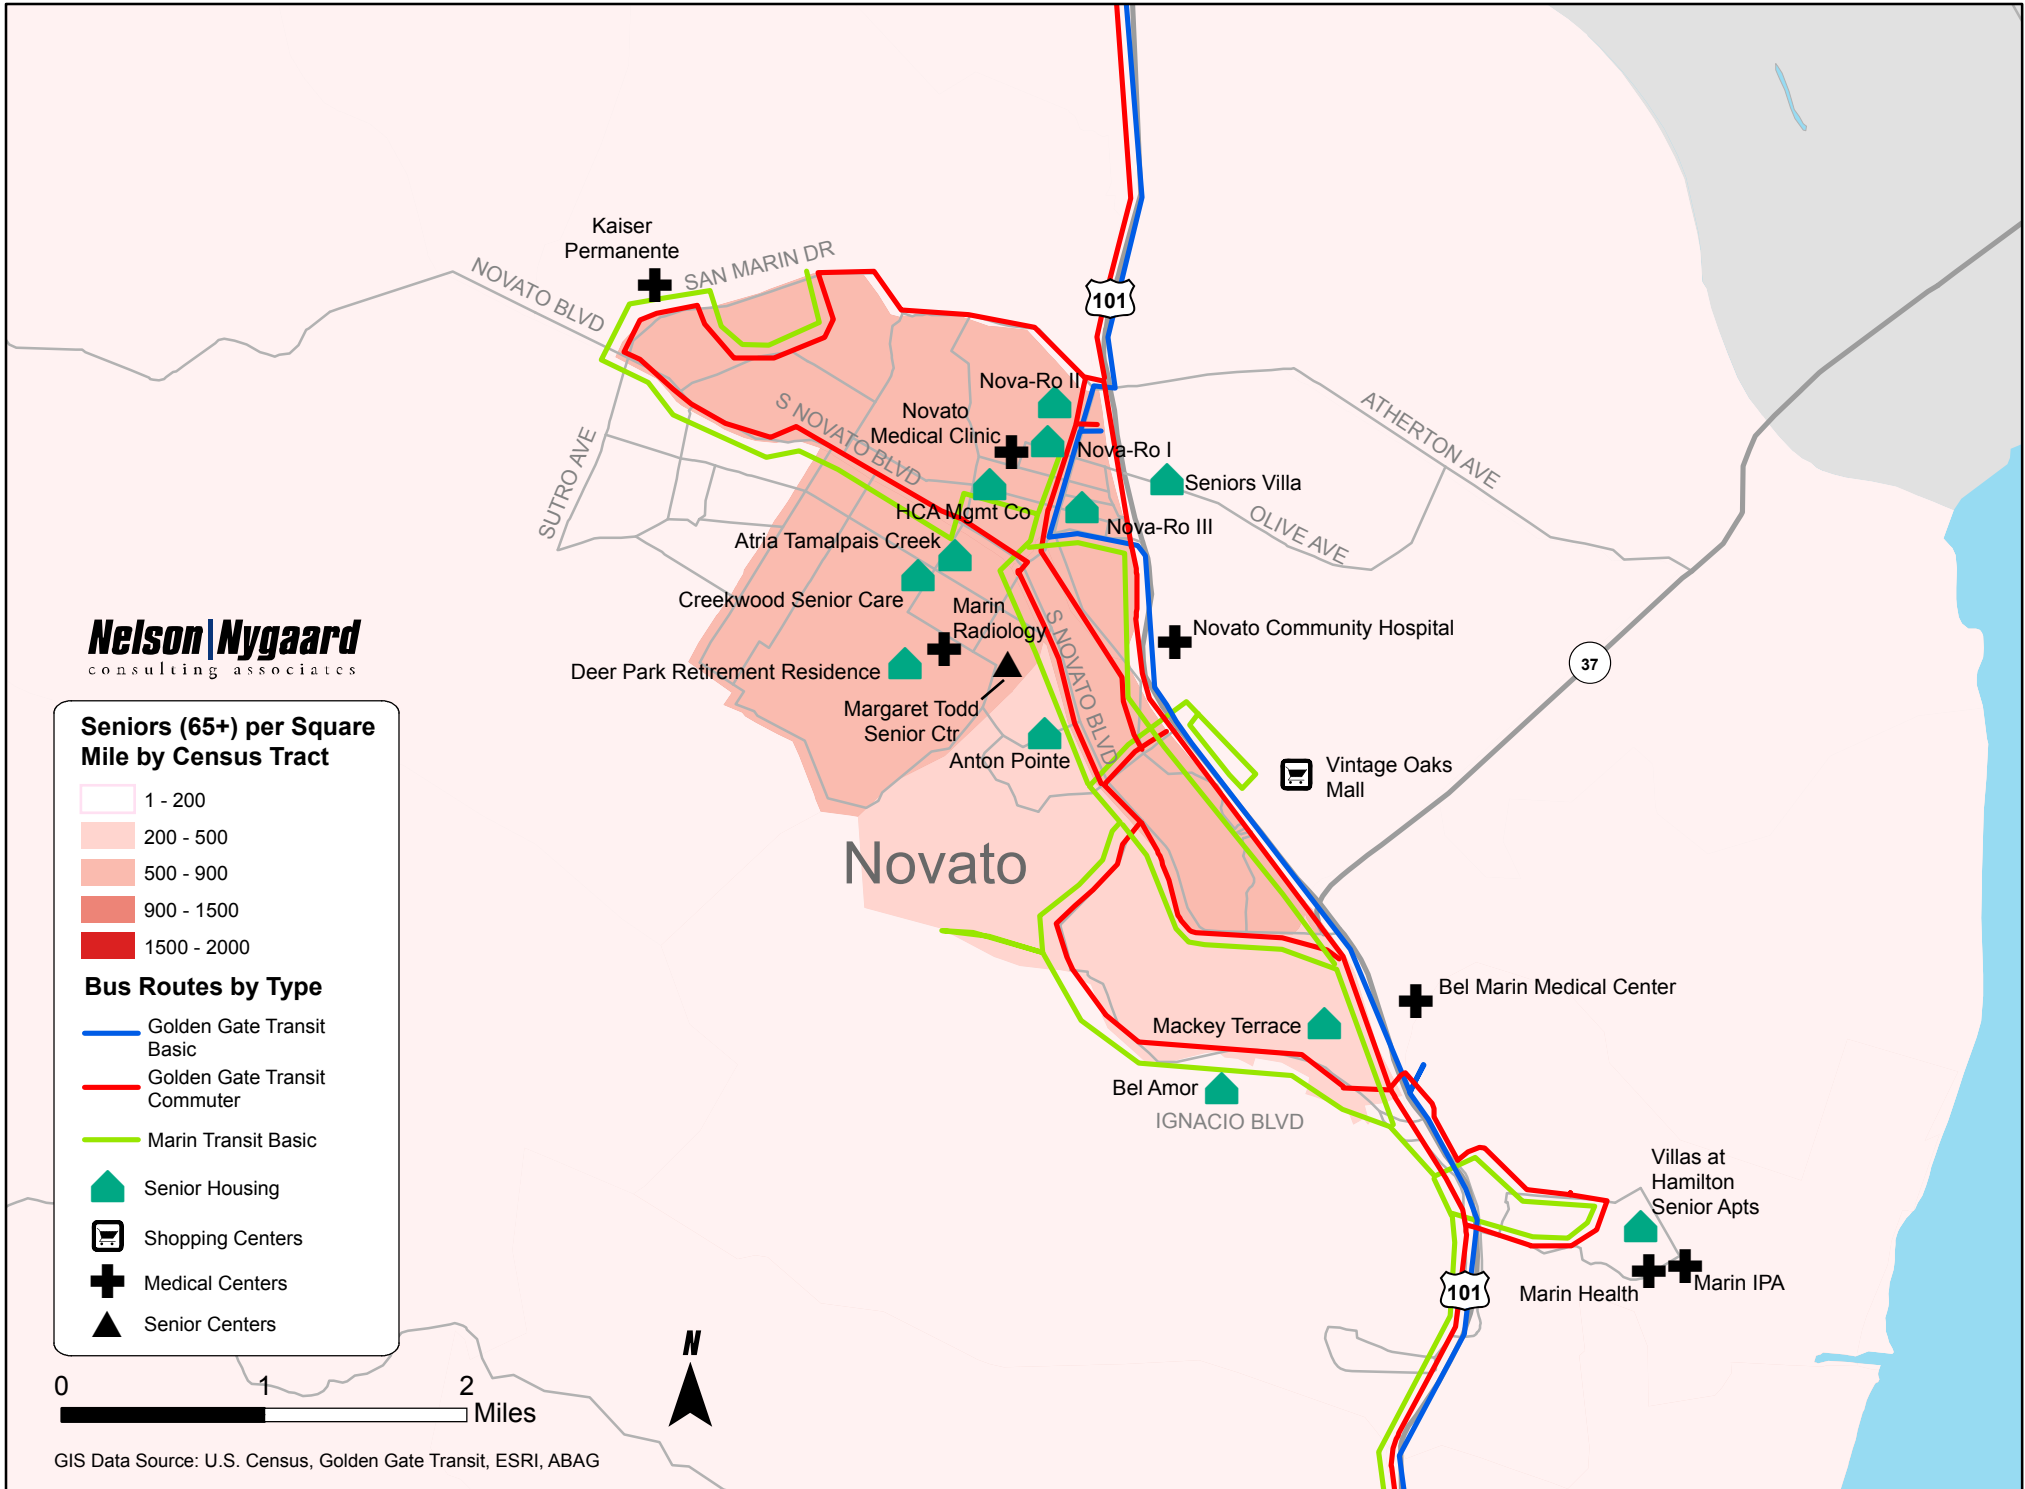 Kaiser
Permanente
SAN MARIN DR
NOVATO BLVD
101
Nova-Ro II
Novato
Medical Clinic
S NOVATO BLVD
Nova-Ro I
ATHERTON AVE
SUTRO AVE
Seniors Villa
HCA Mgmt Co
Nova-Ro III
OLIVE AVE
Atria Tamalpais Creek
Creekwood Senior Care
Marin
Radiology
Novato Community Hospital
S NOVATO BLVD
37
Deer Park Retirement Residence
Margaret Todd
Senior Ctr
Anton Pointe
Vintage Oaks
Mall
Novato
Bel Marin Medical Center
Mackey Terrace
Bel Amor
IGNACIO BLVD
Villas at
Hamilton
Senior Apts
Marin Health
Marin IPA
101
Nelson|Nygaard
consulting associates
Seniors (65+) per Square
Mile by Census Tract
1 - 200
200 - 500
500 - 900
900 - 1500
1500 - 2000
Bus Routes by Type
Golden Gate Transit
Basic
Golden Gate Transit
Commuter
Marin Transit Basic
Senior Housing
Shopping Centers
Medical Centers
Senior Centers
N
0 1 2
Miles
GIS Data Source: U.S. Census, Golden Gate Transit, ESRI, ABAG